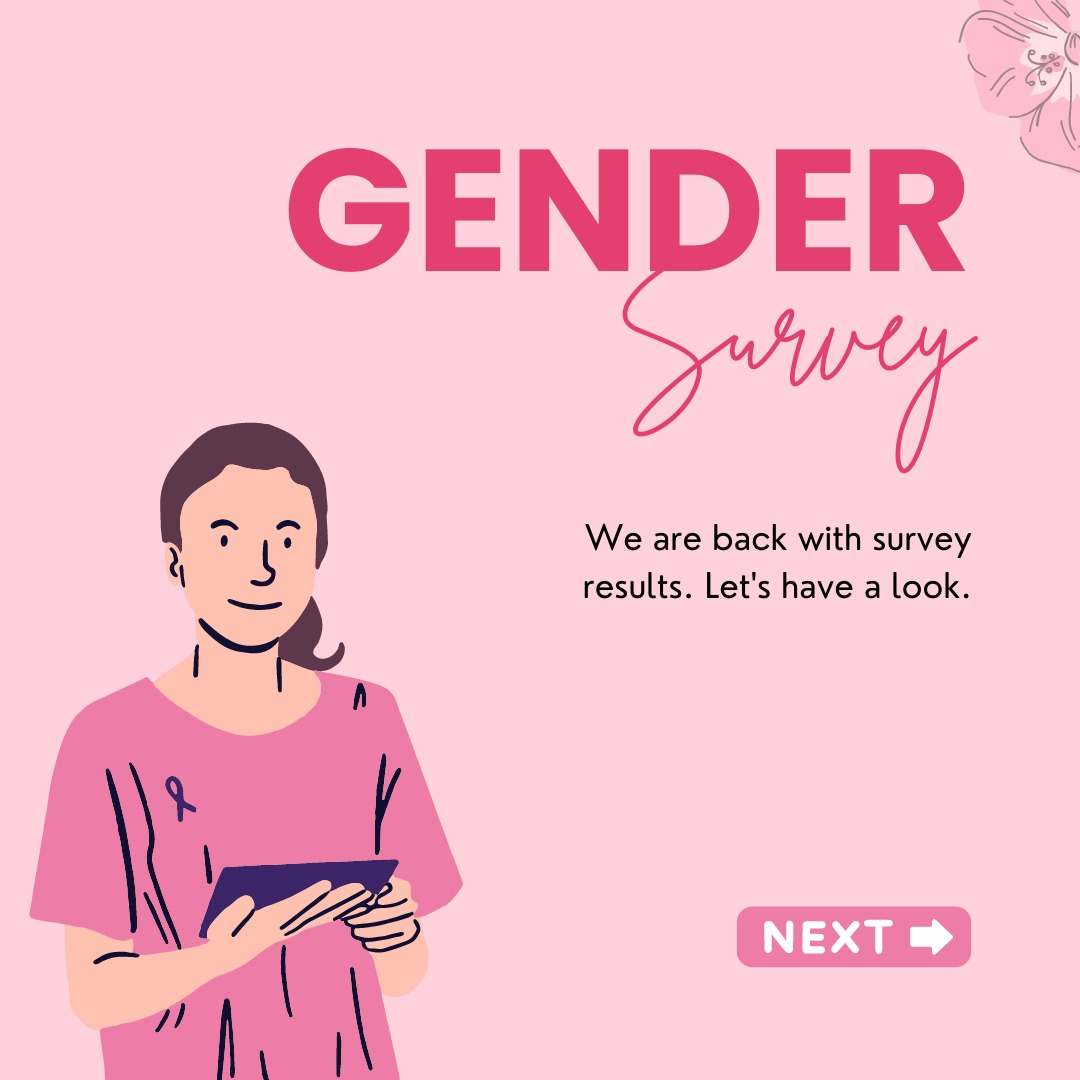 GENDER
Survey
We are back with survey
results. Let's have a look.
NEXT